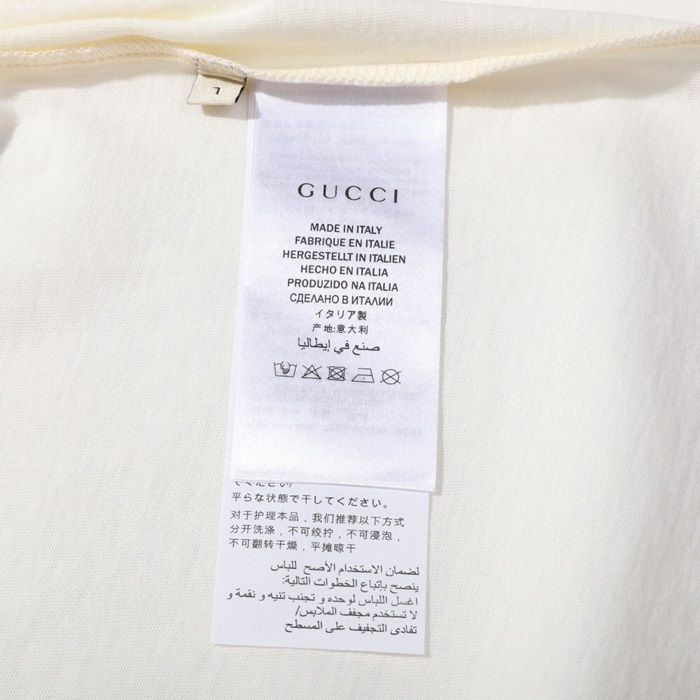 GUCCI
MADE IN ITALY
FABRIQUE EN ITALIE
HERGESTELLT IN ITALIEN
HECHO EN ITALIA
PRODUZIDO NA ITALIA
СДЕЛАНО В ИТАЛИИ
イタリア製
产地:意大利
صنع في إيطاليا
平らな状態で干してください。
对于护理本品，我们推荐以下方式
分开洗涤，不可绞拧，不可浸泡，
不可翻转干燥，平摊晾干
لضمان الاستخدام الأصح للباس
ينصح بإتباع الخطوات التالية:
اغسل اللباس لوحده و تجنب تنيه و نقمة و
لا تستخدم مجفف الملابس/
تفادى التجفيف على المسطح